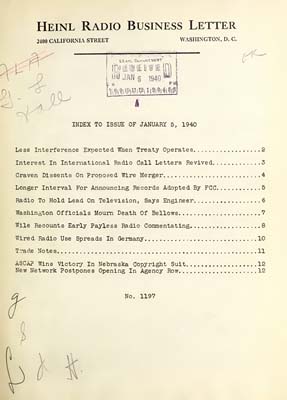 HEINL RADIO BUSINESS LETTER
2400 CALIFORNIA STREET WASHINGTON, D. C.
RECEIVED
JAN 6 1940
INDEX TO ISSUE OF JANUARY 5, 1940
Less Interference Expected When Treaty Operates..................2
Interest In International Radio Call Letters Revived.............3
Craven Dissents On Proposed Wire Merger..........................4
Longer Interval For Announcing Records Adopted By FCC............5
Radio To Hold Lead On Television, Says Engineer..................6
Washington Officials Mourn Death Of Bellows......................7
Wile Recounts Early Payless Radio Commentating...................8
Wired Radio Use Spreads In Germany..............................10
Trade Notes.....................................................11
ASCAP Wins Victory In Nebraska Copyright Suit...................12
New Network Postpones Opening In Agency Row.....................12
No. 1197